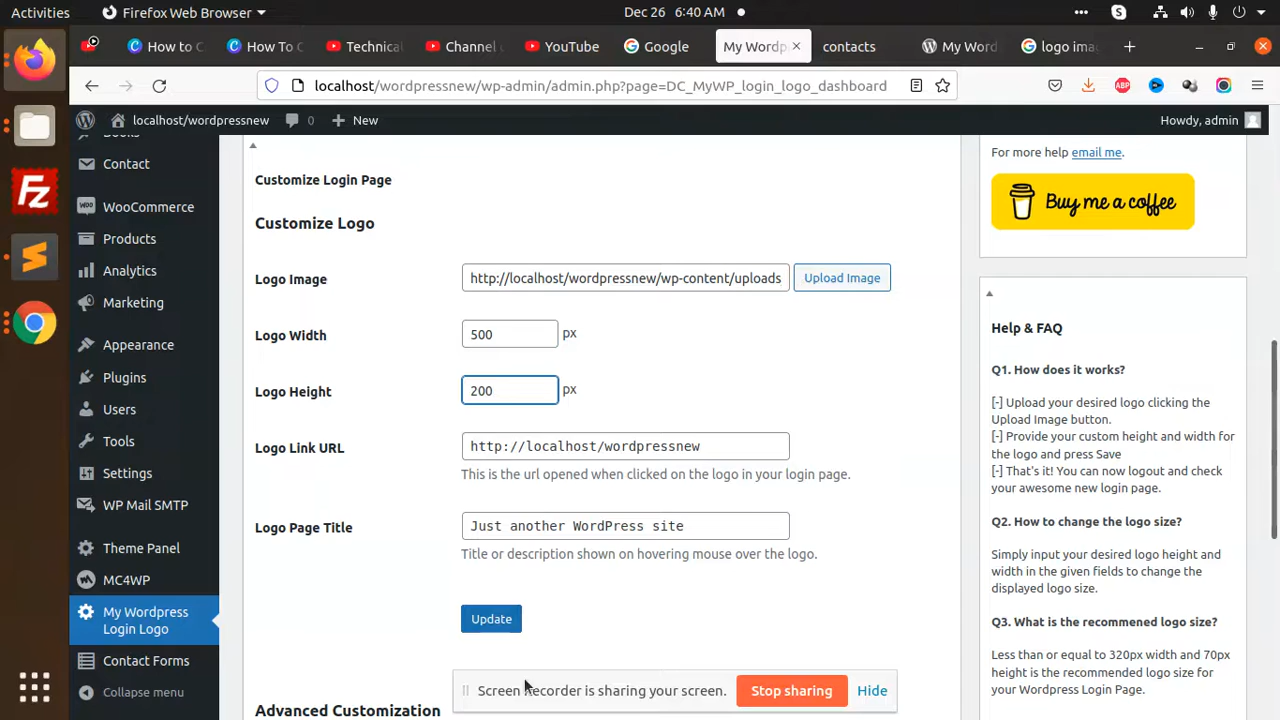 Activities
Firefox Web Browser
Dec 26 6:40 AM
How to C
How To C
Technica
Channel
YouTube
Google
My Wordp
contacts
My Word
logo ima
localhost/wordpressnew/wp-admin/admin.php?page=DC_MyWP_login_logo_dashboard
ABP
localhost/wordpressnew
0
New
Howdy, admin
Books
Contact
WooCommerce
Products
Analytics
Marketing
Appearance
Plugins
Users
Tools
Settings
WP Mail SMTP
Theme Panel
MC4WP
My Wordpress
Login Logo
Contact Forms
Collapse menu
Customize Login Page
Customize Logo
Logo Image
http://localhost/wordpressnew/wp-content/uploads
Upload Image
Logo Width
500
px
Logo Height
200
px
Logo Link URL
http://localhost/wordpressnew
This is the url opened when clicked on the logo in your login page.
Logo Page Title
Just another WordPress site
Title or description shown on hovering mouse over the logo.
Update
Advanced Customization
Screen Recorder is sharing your screen.
Stop sharing
Hide
For more help email me.
Buy me a coffee
Help & FAQ
Q1. How does it works?
[-] Upload your desired logo clicking the
Upload Image button.
[-] Provide your custom height and width for
the logo and press Save
[-] That's it! You can now logout and check
your awesome new login page.
Q2. How to change the logo size?
Simply input your desired logo height and
width in the given fields to change the
displayed logo size.
Q3. What is the recommened logo size?
Less than or equal to 320px width and 70px
height is the recommended logo size for
your Wordpress Login Page.